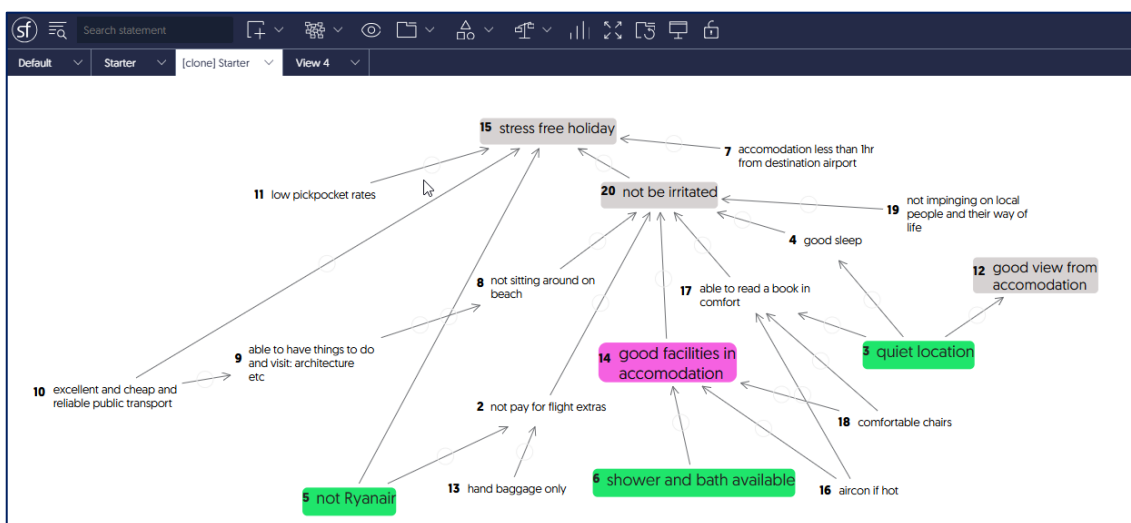 sf Search statement
Default Starter [clone] Starter View 4
15 stress free holiday
7 accomodation less than 1hr
from destination airport
11 low pickpocket rates
20 not be irritated
19 not impinging on local
people and their way of
life
4 good sleep
12 good view from
accomodation
8 not sitting around on
beach
17 able to read a book in
comfort
9 able to have things to do
and visit: architecture
etc
14 good facilities in
accomodation
3 quiet location
10 excellent and cheap and
reliable public transport
2 not pay for flight extras
18 comfortable chairs
5 not Ryanair
13 hand baggage only
6 shower and bath available
16 aircon if hot